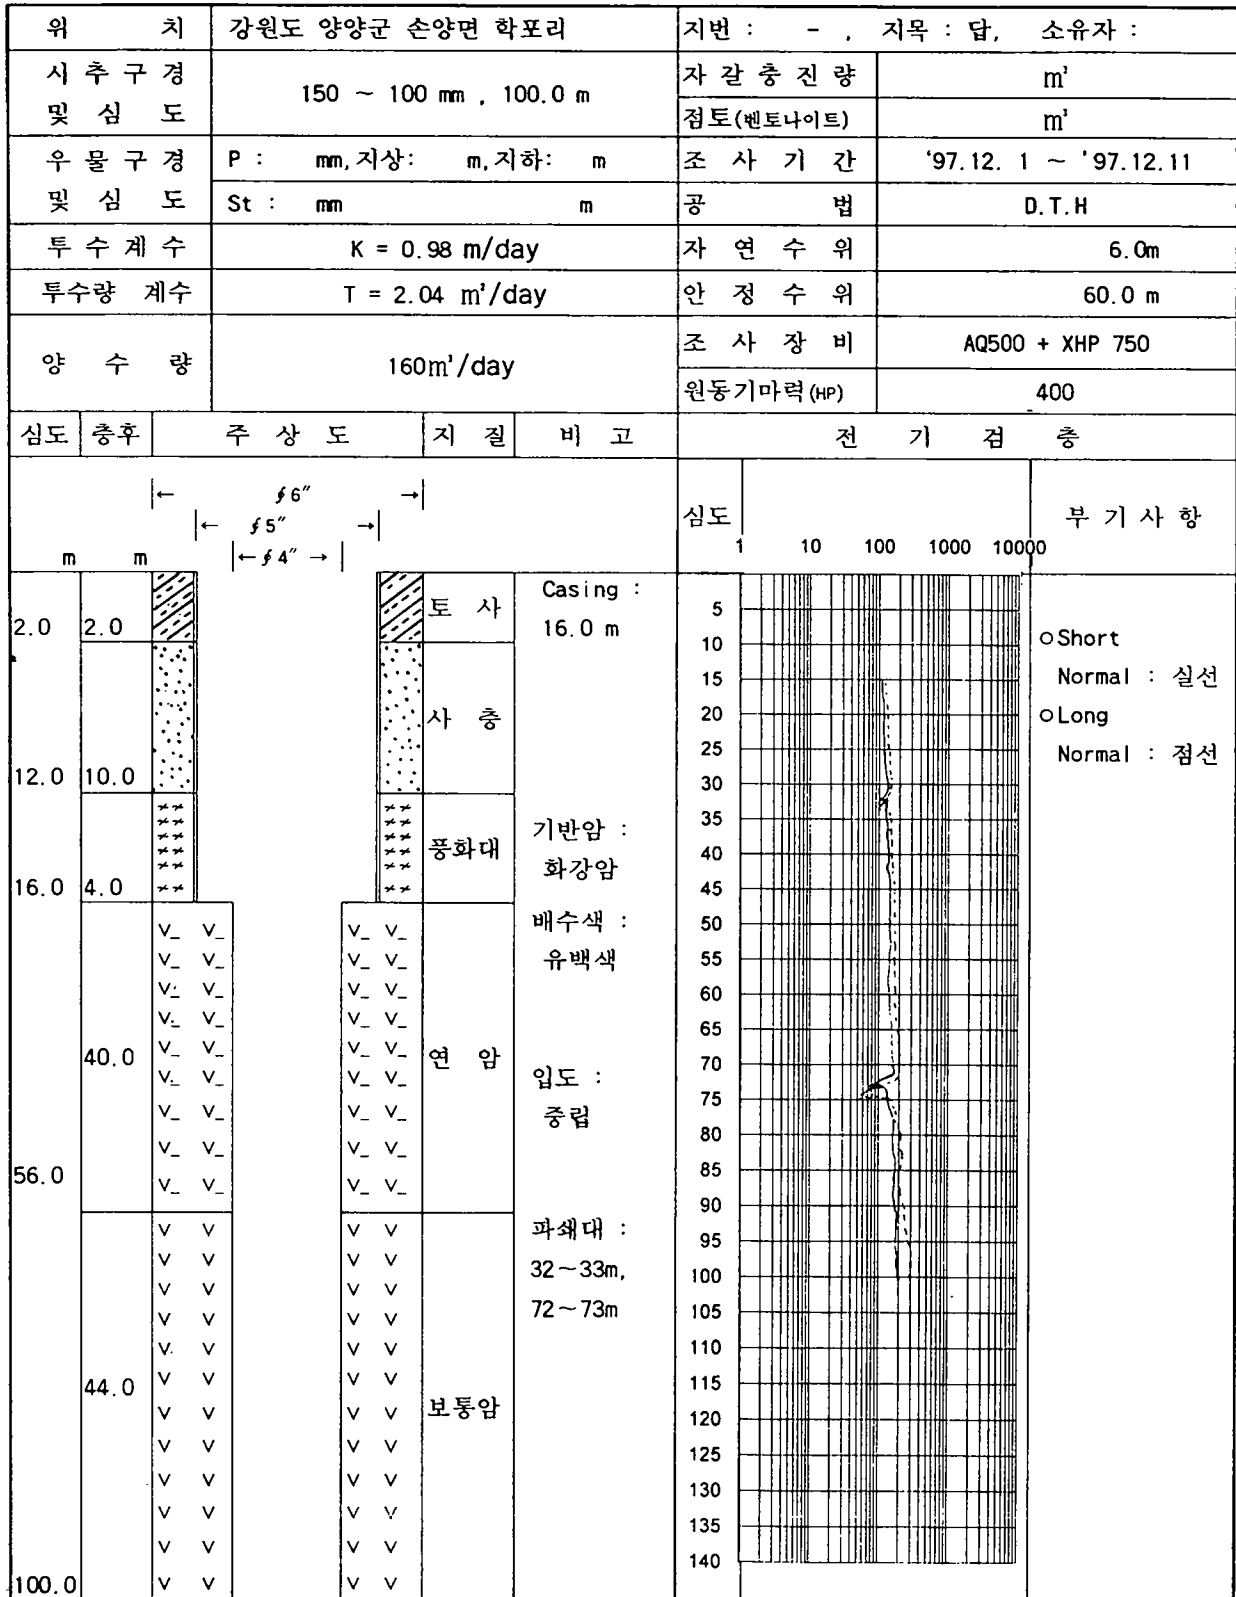 위 치 강원도 양양군 손양면 학포리 지번 : - , 지목 : 답, 소유자 :
시 추 구 경 및 심 도 150 ~ 100 mm , 100.0 m 자 갈 충 진 량 m³
점토(벤토나이트) m³
우 물 구 경 및 심 도 P : mm, 지상: m, 지하: m 조 사 기 간 '97.12. 1 ~ '97.12.11
St : mm m 공 법 D.T.H
투 수 계 수 K = 0.98 m/day 자 연 수 위 6.0m
투수량 계수 T = 2.04 m²/day 안 정 수 위 60.0 m
양 수 량 160m³/day 조 사 장 비 AQ500 + XHP 750
원동기마력(HP) 400
심도 층후 주 상 도 지 질 비 고 전 기 검 층
∮6″
∮5″
∮4″
m m
심도 1 10 100 1000 10000 부 기 사 항
2.0 2.0 토 사 Casing :
16.0 m
12.0 10.0 사 층
16.0 4.0 풍화대 기반암 :
화강암
배수색 :
유백색
56.0 40.0 연 암 입도 :
중립
파쇄대 :
32~33m,
72~73m
100.0 44.0 보통암
5
10
15
20
25
30
35
40
45
50
55
60
65
70
75
80
85
90
95
100
105
110
115
120
125
130
135
140
○Short
Normal : 실선
○Long
Normal : 점선